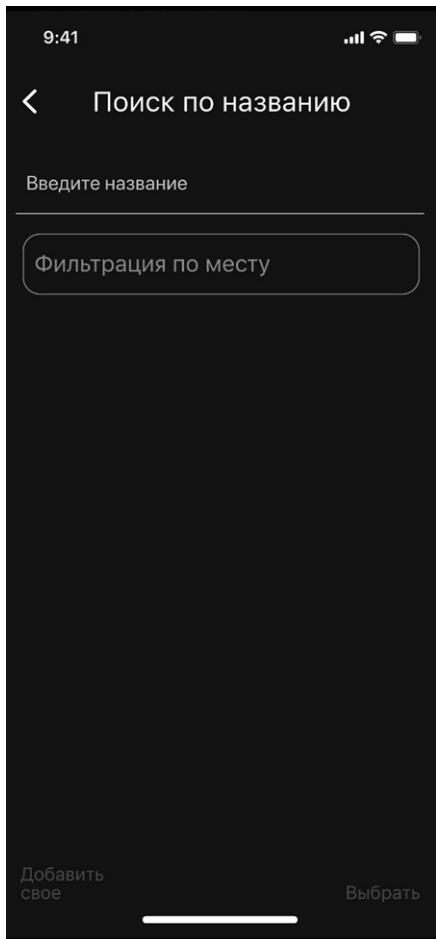 9:41
Поиск по названию
Введите название
Фильтрация по месту
Добавить
свое
Выбрать